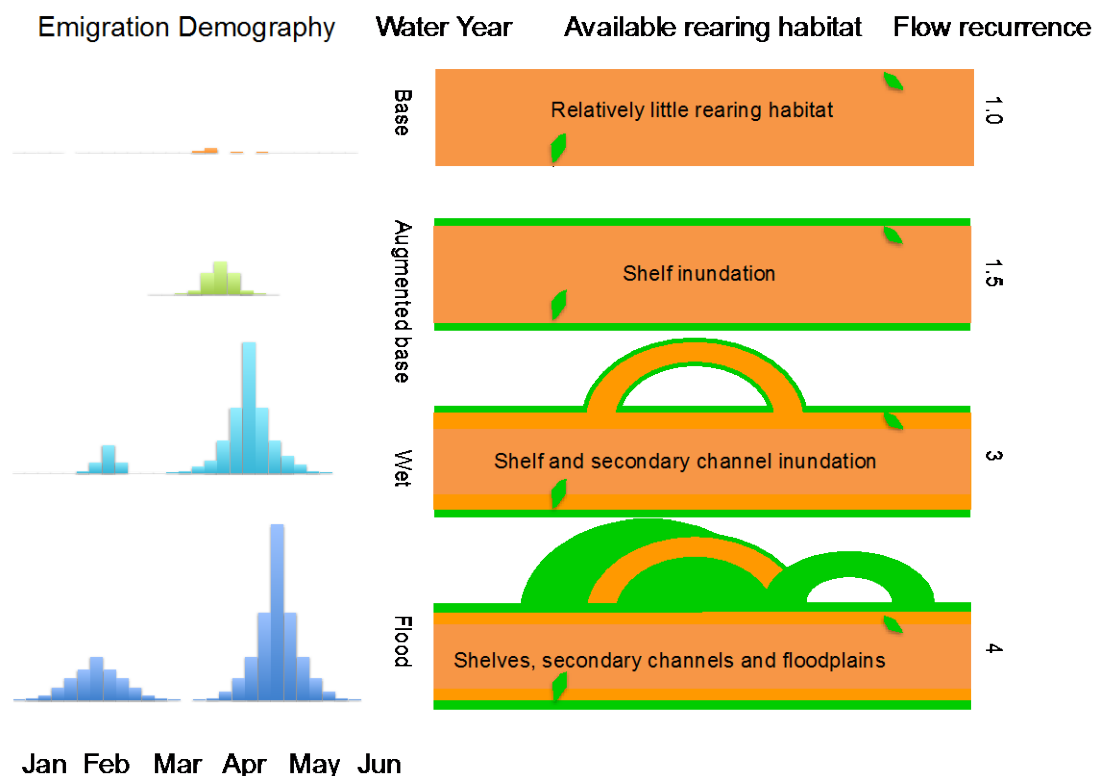 Emigration Demography
Water Year
Available rearing habitat
Flow recurrence
Base
Relatively little rearing habitat
1.0
Augmented base
Shelf inundation
1.5
Wet
Shelf and secondary channel inundation
3
Flood
Shelves, secondary channels and floodplains
4
Jan Feb Mar Apr May Jun